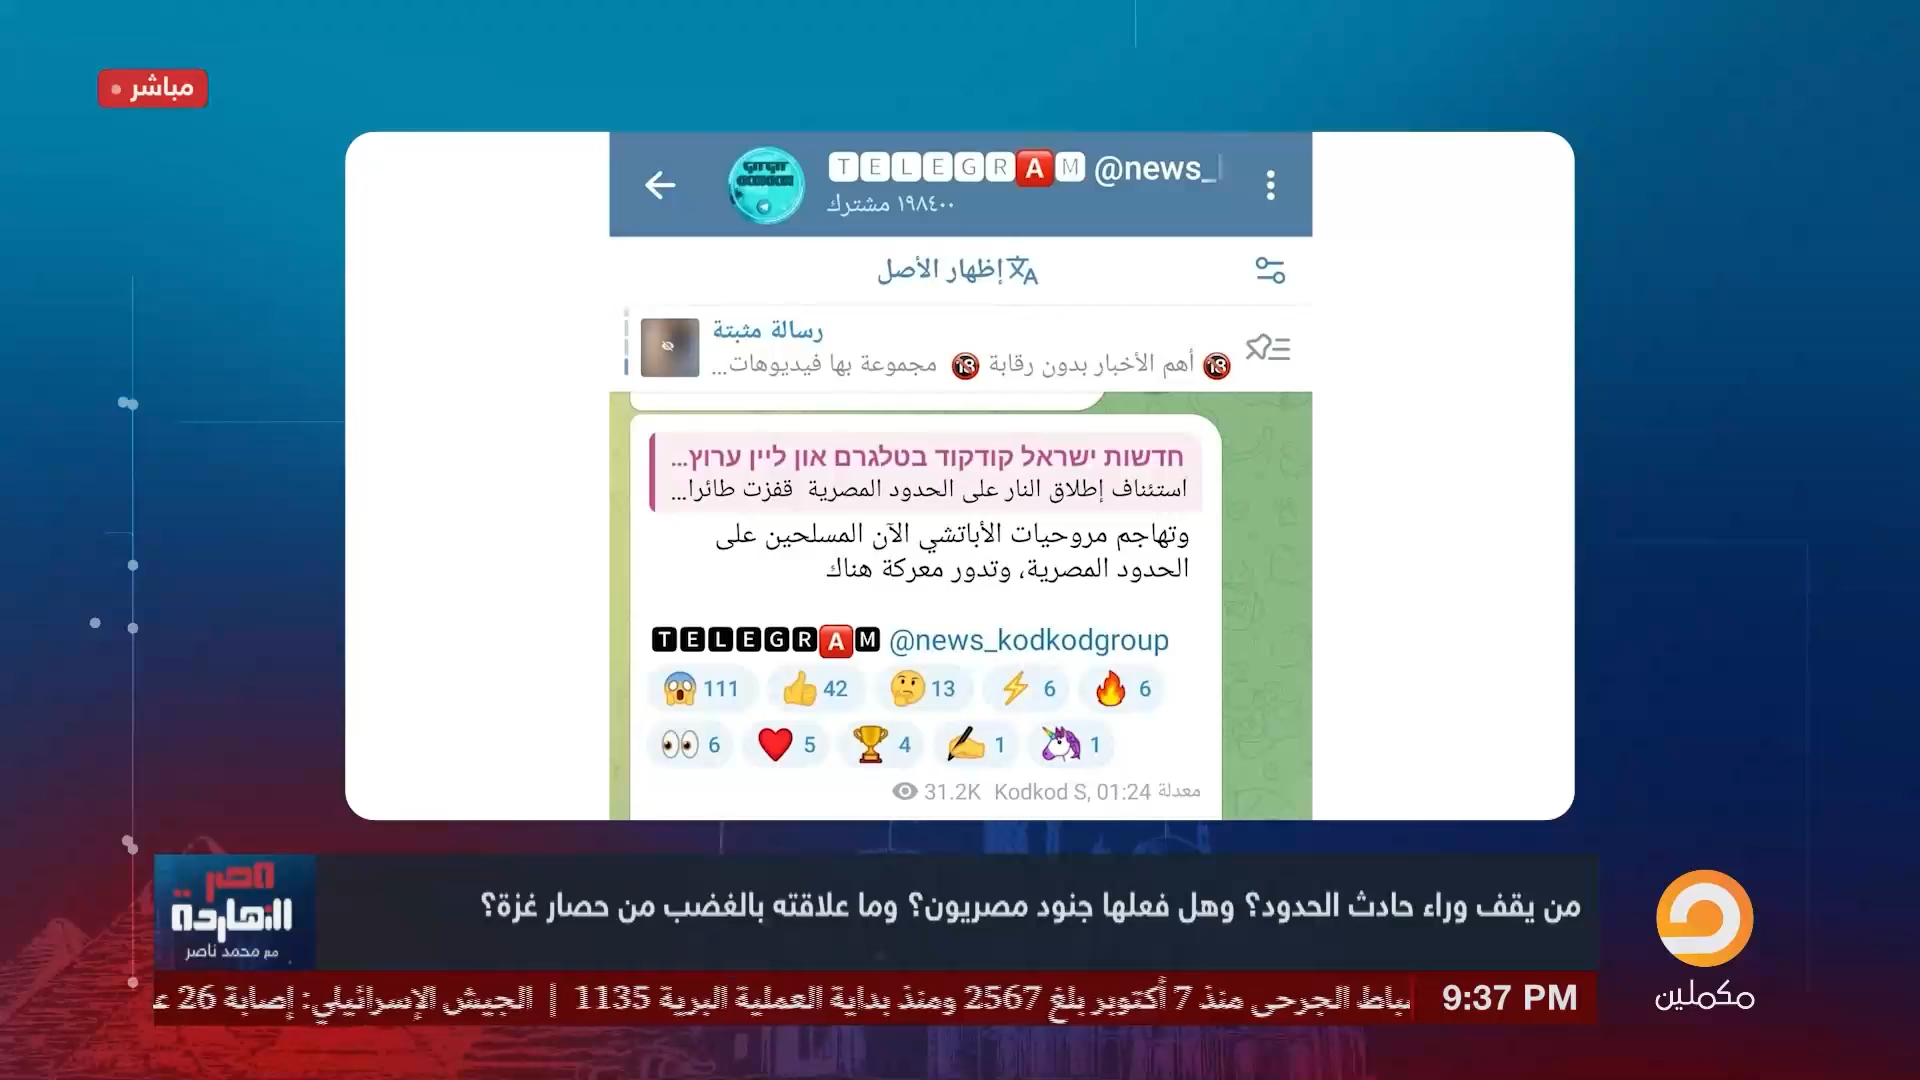 مباشر
TELEGRAM @news_
١٩٨٤٠٠ مشترك
إظهار الأصل
رسالة مثبتة
🔞 أهم الأخبار بدون رقابة 🔞 مجموعة بها فيديوهات...
חדשות ישראל קודקוד בטלגרם און ליין ערוץ...
استئناف إطلاق النار على الحدود المصرية قفزت طائرا...
وتهاجم مروحيات الأباتشي الآن المسلحين على
الحدود المصرية، وتدور معركة هناك
TELEGRAM @news_kodkodgroup
😱 111 👍 42 🤔 13 ⚡ 6 🔥 6
👀 6 ❤️ 5 🏆 4 ✍️ 1 🦄 1
31.2K Kodkod S, 01:24 معدلة
من يقف وراء حادث الحدود؟ وهل فعلها جنود مصريون؟ وما علاقته بالغضب من حصار غزة؟
مصر
النهاردة
مع محمد ناصر
9:37 PM
الجرحى منذ 7 أكتوبر بلغ 2567 ومنذ بداية العملية البرية 1135 | الجيش الإسرائيلي: إصابة 26
مكملين